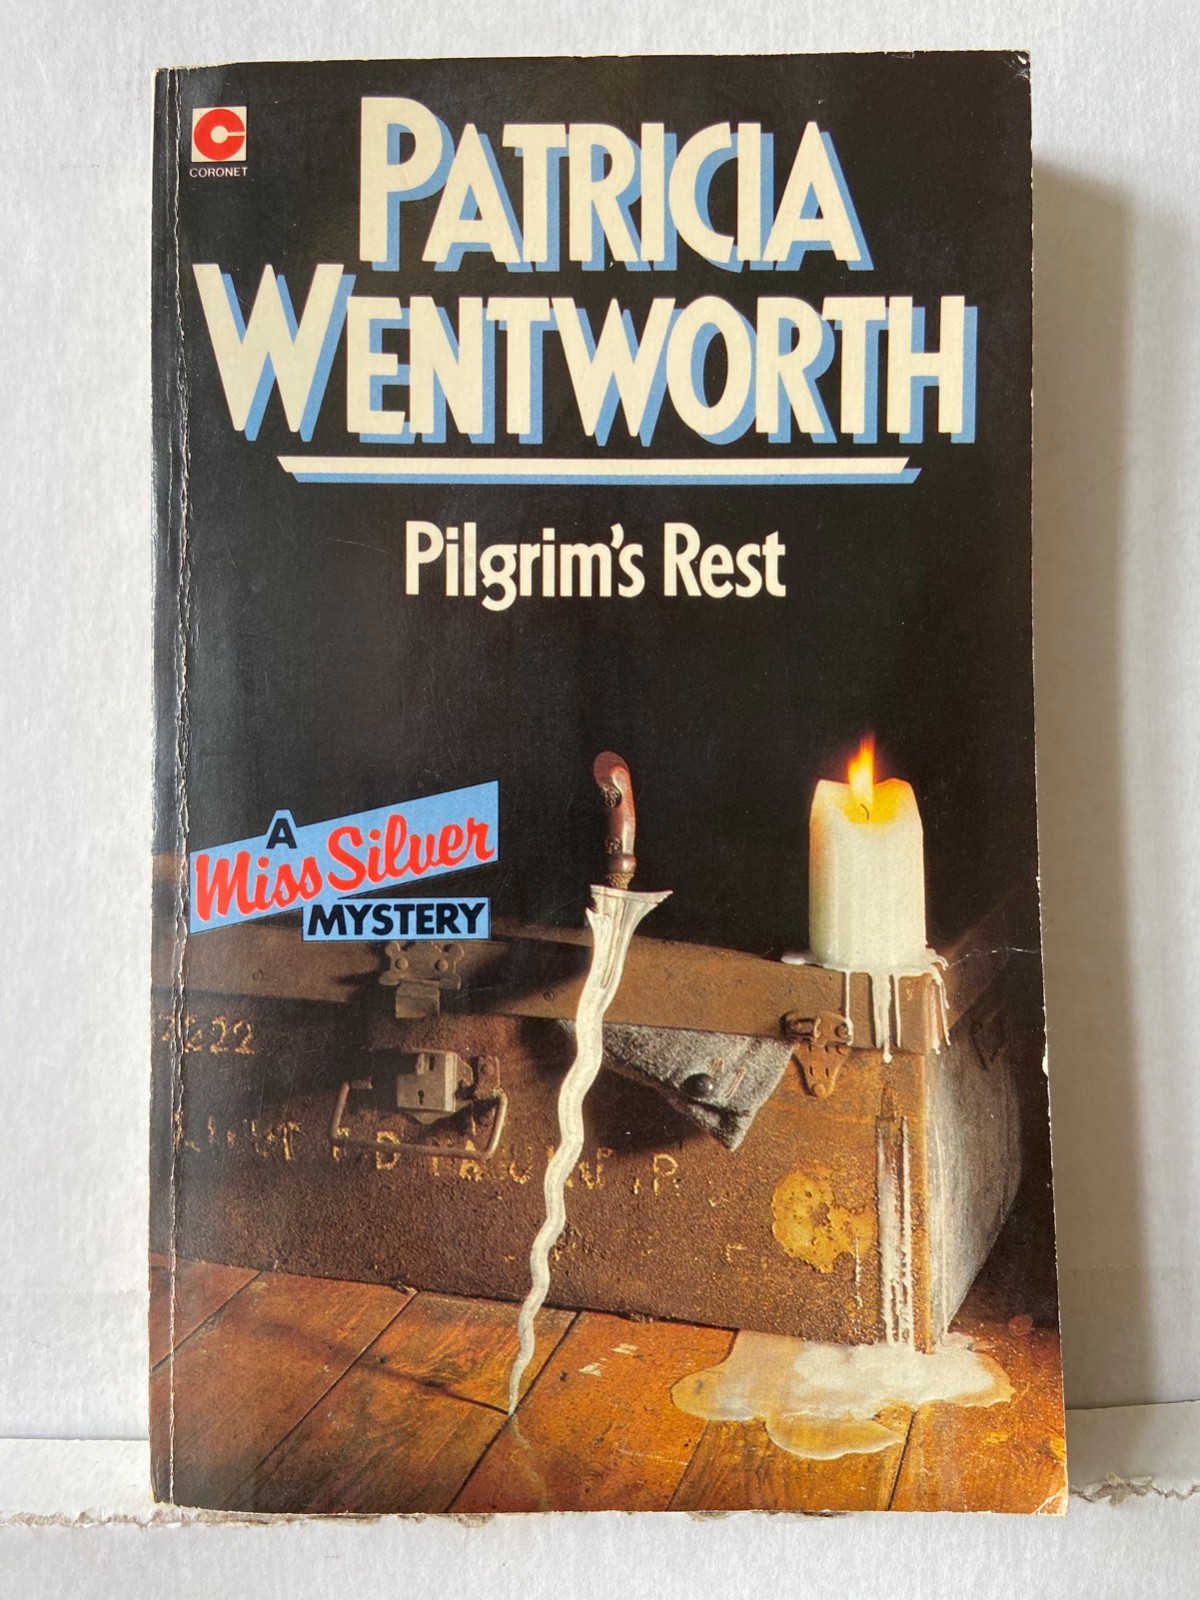 CORONET
PATRICIA
WENTWORTH
Pilgrim's Rest
A
Miss Silver
MYSTERY